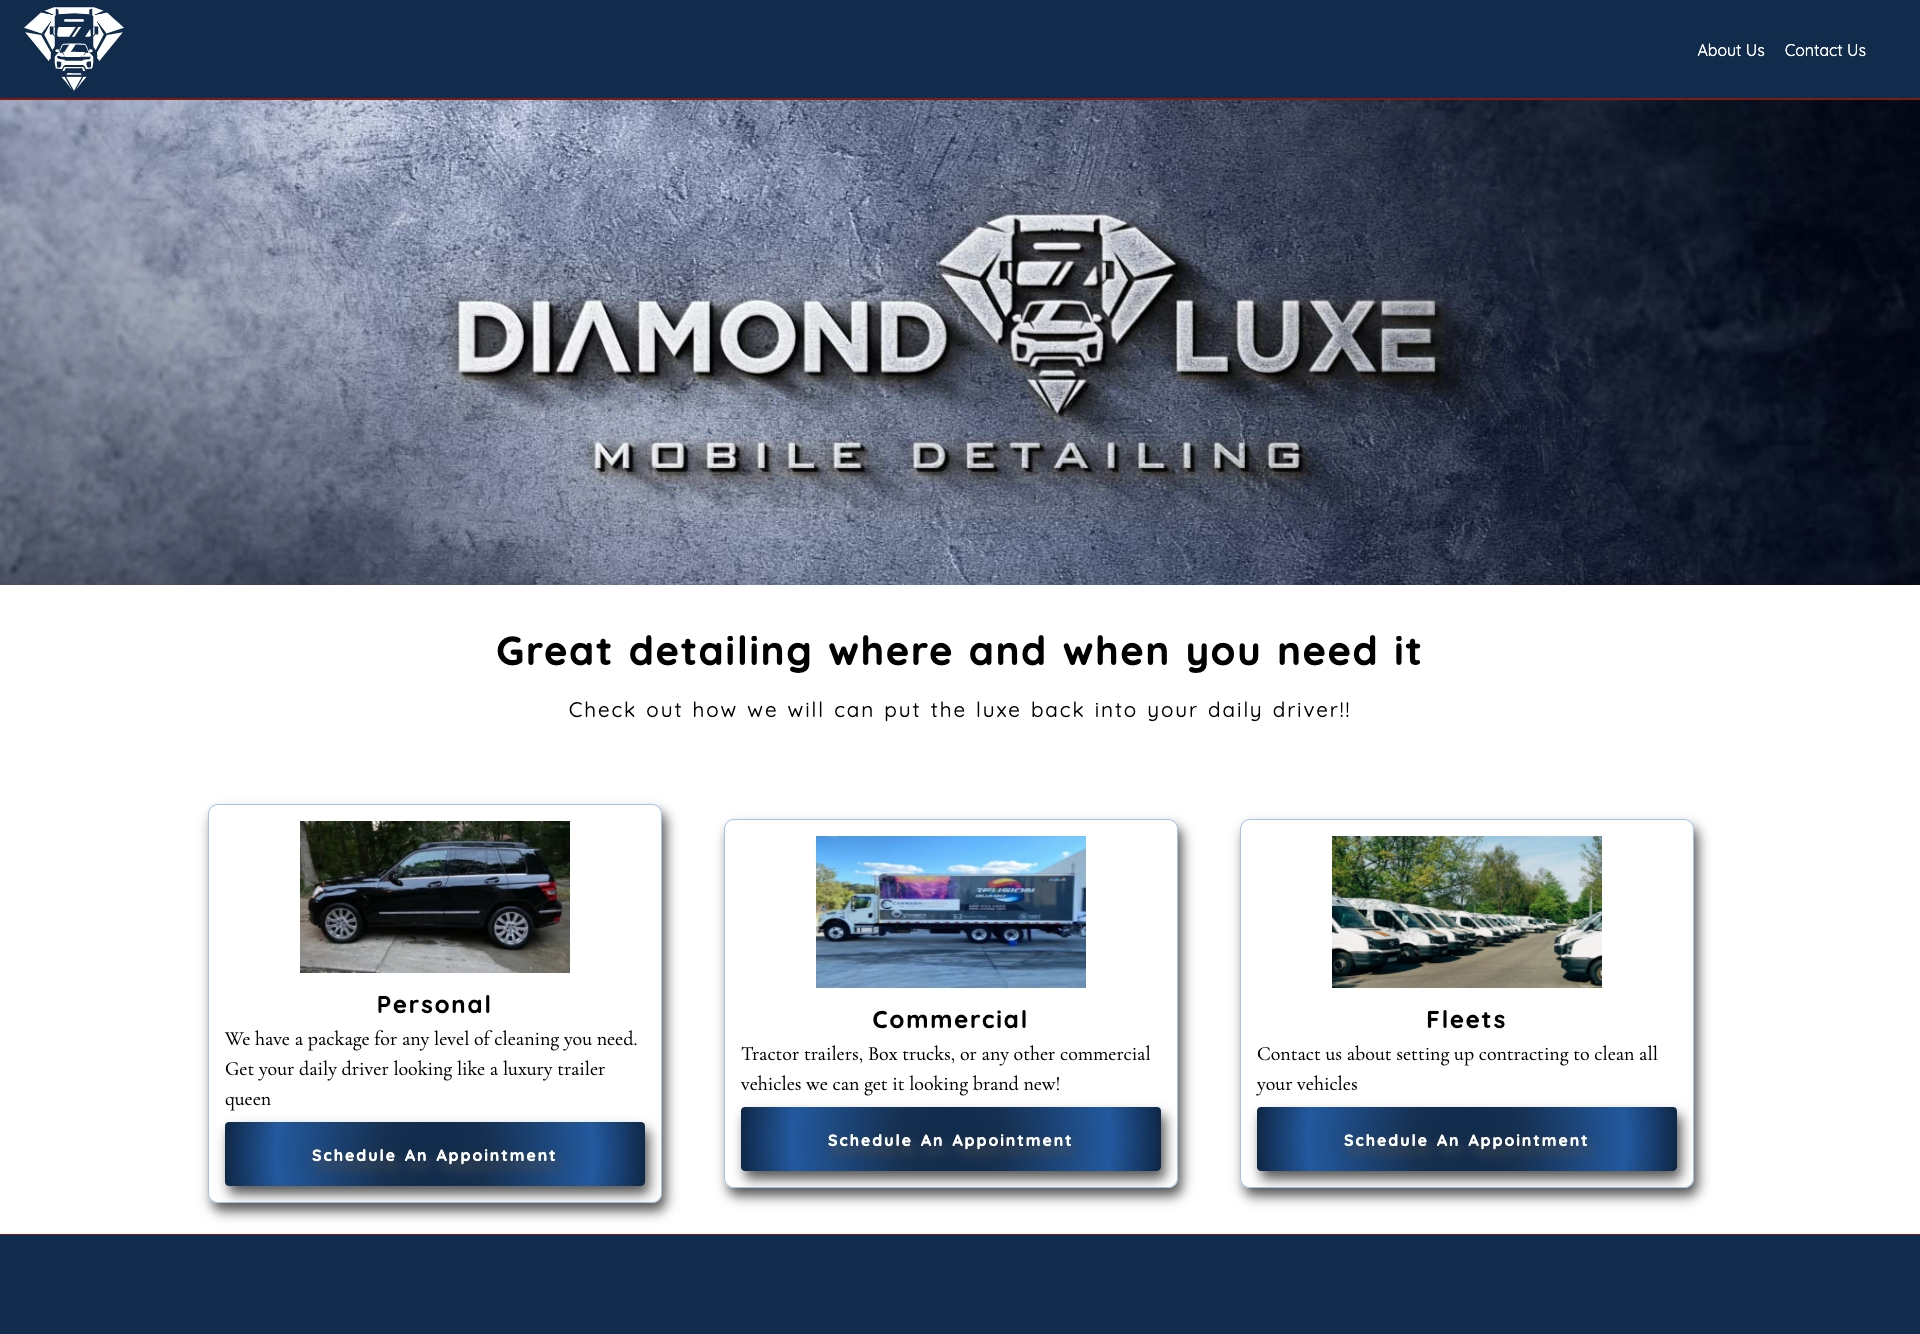 About Us Contact Us
DIAMOND LUXE
MOBILE DETAILING
Great detailing where and when you need it
Check out how we will can put the luxe back into your daily driver!!
Personal
We have a package for any level of cleaning you need.
Get your daily driver looking like a luxury trailer
queen
Schedule An Appointment
FUSION
Commercial
Tractor trailers, Box trucks, or any other commercial
vehicles we can get it looking brand new!
Schedule An Appointment
Fleets
Contact us about setting up contracting to clean all
your vehicles
Schedule An Appointment